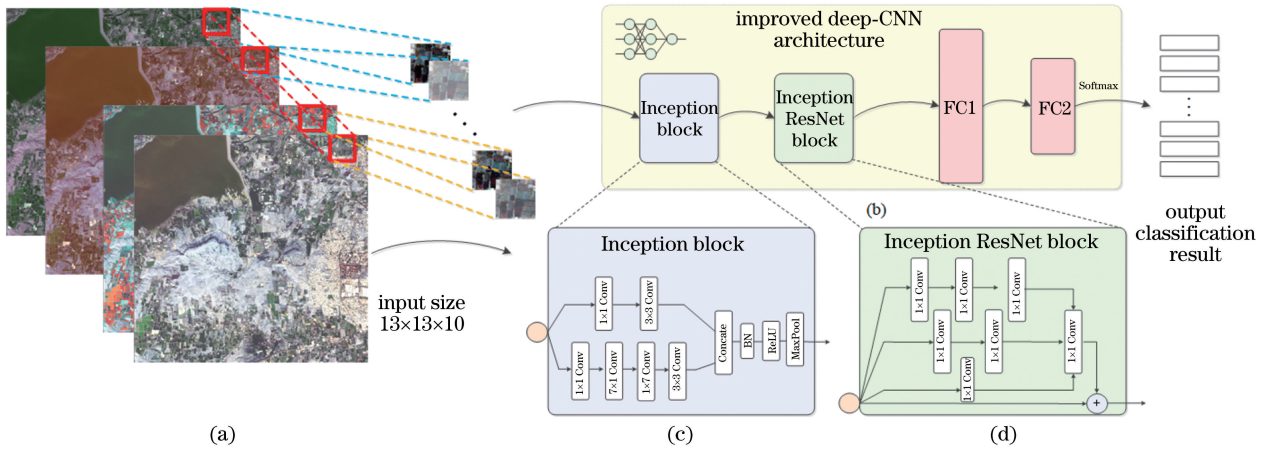 improved deep-CNN
architecture
Inception
block
Inception
ResNet
block
FC1
FC2
Softmax
input size
13×13×10
(b)
output
classification
result
Inception block
1×1 Conv
3×3 Conv
1×1 Conv
7×1 Conv
1×7 Conv
3×3 Conv
Concate
BN
ReLU
MaxPool
Inception ResNet block
1×1 Conv
1×1 Conv
1×1 Conv
1×1 Conv
1×1 Conv
1×1 Conv
1×1 Conv
+
(a)
(c)
(d)